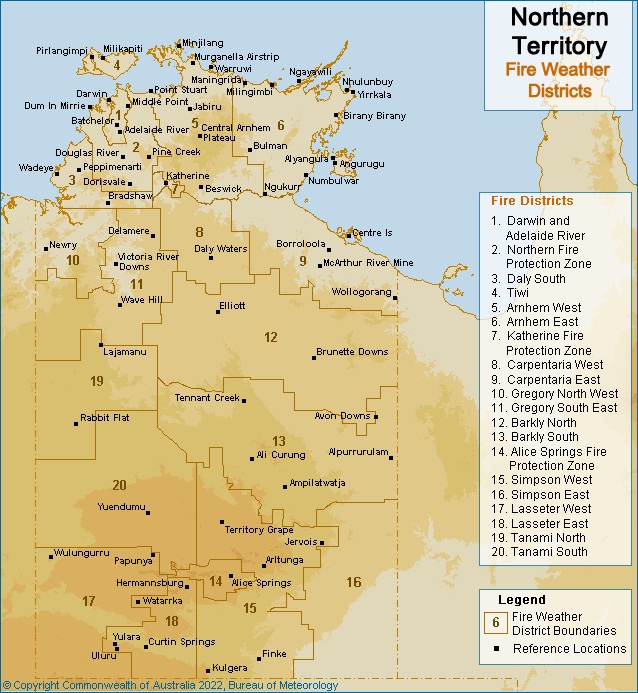 Northern
Territory
Fire Weather
Districts
Minjilang
Pirlangimpi
Milikapiti
Murganella Airstrip
4
Warruwi
Maningrida
Ngayawili
Milingimbi
Nhulunbuy
Yirrkala
Darwin
Point Stuart
Dum In Mirrie
Middle Point
Jabiru
Birany Birany
Batchelor
1
Adelaide River
5
Central Arnhem
Plateau
6
Bulman
Douglas River
2
Pine Creek
Alyangula
Angurugu
Wadeye
Peppimenarti
Numbulwar
3
Dorisvale
Katherine
7
Beswick
Ngukurr
Bradshaw
Delamere
8
Centre Is
Newry
Daly Waters
Borroloola
10
Victoria River
Downs
9
McArthur River Mine
11
Wollogorang
Wave Hill
Elliott
12
Lajamanu
Brunette Downs
19
Tennant Creek
Rabbit Flat
Avon Downs
13
Ali Curung
Alpurrurulam
20
Ampilatwatja
Yuendumu
Territory Grape
Jervois
Wulungurru
Papunya
Arltunga
Hermannsburg
14
Alice Springs
16
17
Watarrka
15
18
Yulara
Curtin Springs
Uluru
Finke
Kulgera
Fire Districts
1. Darwin and
Adelaide River
2. Northern Fire
Protection Zone
3. Daly South
4. Tiwi
5. Arnhem West
6. Arnhem East
7. Katherine Fire
Protection Zone
8. Carpentaria West
9. Carpentaria East
10. Gregory North West
11. Gregory South East
12. Barkly North
13. Barkly South
14. Alice Springs Fire
Protection Zone
15. Simpson West
16. Simpson East
17. Lasseter West
18. Lasseter East
19. Tanami North
20. Tanami South
Legend
6
Fire Weather
District Boundaries
Reference Locations
© Copyright Commonwealth of Australia 2022, Bureau of Meteorology